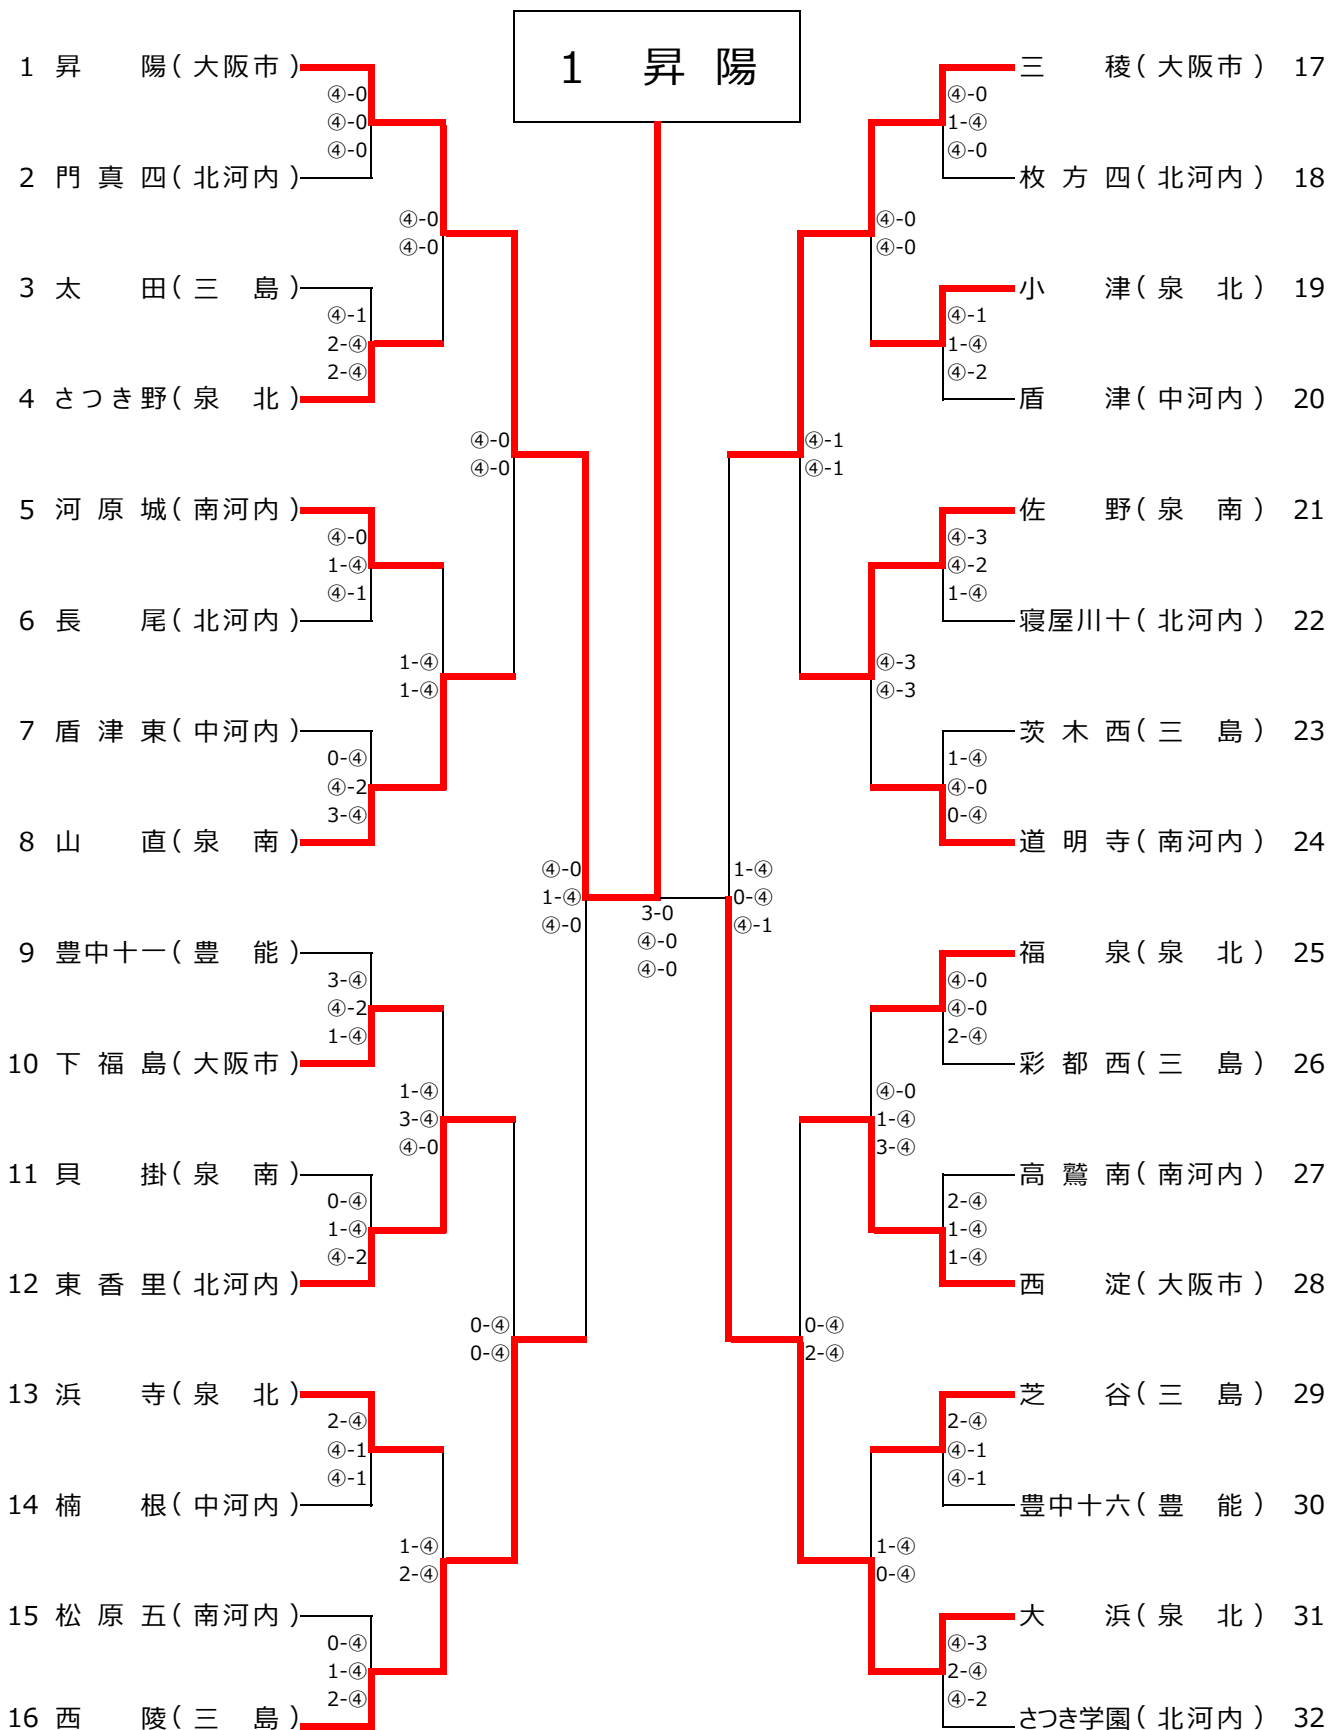 1 昇陽
1 昇陽(大阪市)
④-0
④-0
④-0
2 門真四(北河内)
④-0
④-0
3 太田(三島)
④-1
2-④
2-④
4 さつき野(泉北)
④-0
④-0
5 河原城(南河内)
④-0
1-④
④-1
6 長尾(北河内)
1-④
1-④
7 盾津東(中河内)
0-④
④-2
3-④
8 山直(泉南)
④-0
1-④
④-0
9 豊中十一(豊能)
3-④
④-2
1-④
10 下福島(大阪市)
1-④
3-④
④-0
11 貝掛(泉南)
0-④
1-④
④-2
12 東香里(北河内)
0-④
0-④
13 浜寺(泉北)
2-④
④-1
④-1
14 楠根(中河内)
1-④
2-④
15 松原五(南河内)
0-④
1-④
2-④
16 西陵(三島)
3-0
④-0
④-0
三稜(大阪市) 17
④-0
1-④
④-0
枚方四(北河内) 18
④-0
④-0
小津(泉北) 19
④-1
1-④
④-2
盾津(中河内) 20
④-1
④-1
佐野(泉南) 21
④-3
④-2
1-④
寝屋川十(北河内) 22
④-3
④-3
茨木西(三島) 23
1-④
④-0
0-④
道明寺(南河内) 24
1-④
0-④
④-1
福泉(泉北) 25
④-0
④-0
2-④
彩都西(三島) 26
④-0
1-④
3-④
高鷲南(南河内) 27
2-④
1-④
1-④
西淀(大阪市) 28
0-④
2-④
芝谷(三島) 29
2-④
④-1
④-1
豊中十六(豊能) 30
1-④
0-④
大浜(泉北) 31
④-3
2-④
④-2
さつき学園(北河内) 32